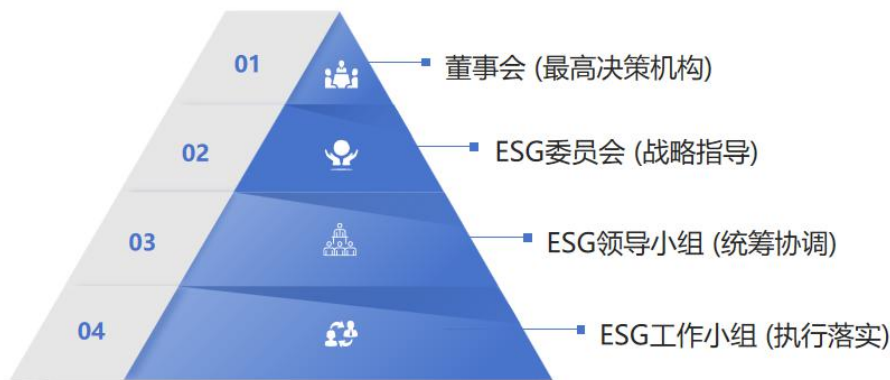 01
董事会 (最高决策机构)
02
ESG委员会 (战略指导)
03
ESG领导小组 (统筹协调)
04
ESG工作小组 (执行落实)